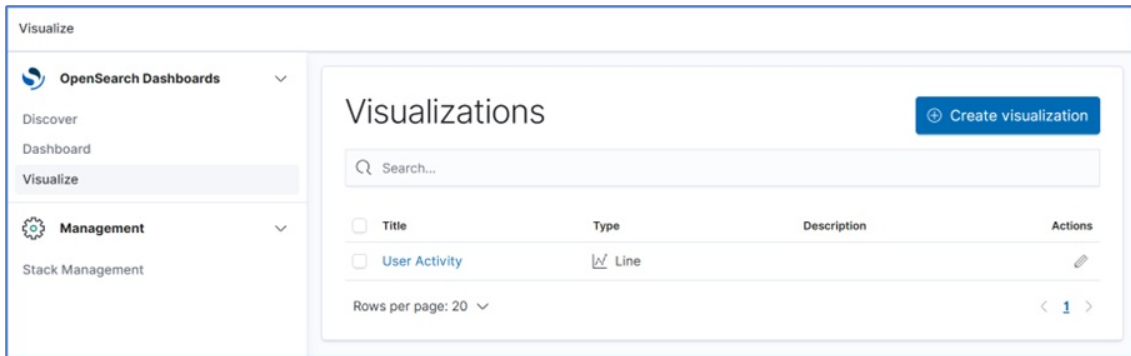 Visualize
OpenSearch Dashboards
Discover
Dashboard
Visualize
Management
Stack Management
Visualizations
Create visualization
Search...
Title Type Description Actions
User Activity Line
Rows per page: 20
1